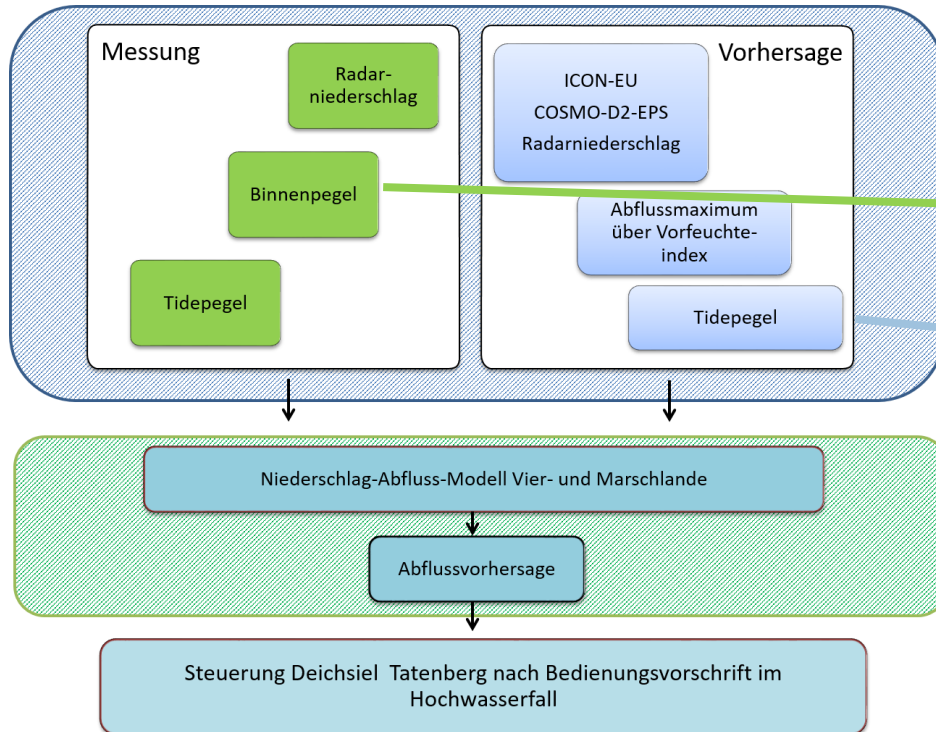 Messung
Radar-
niederschlag
Binnenpegel
Tidepegel
Vorhersage
ICON-EU
COSMO-D2-EPS
Radarniederschlag
Abflussmaximum
über Vorfeuchte-
index
Tidepegel
Niederschlag-Abfluss-Modell Vier- und Marschlande
Abflussvorhersage
Steuerung Deichsiel Tatenberg nach Bedienungsvorschrift im
Hochwasserfall